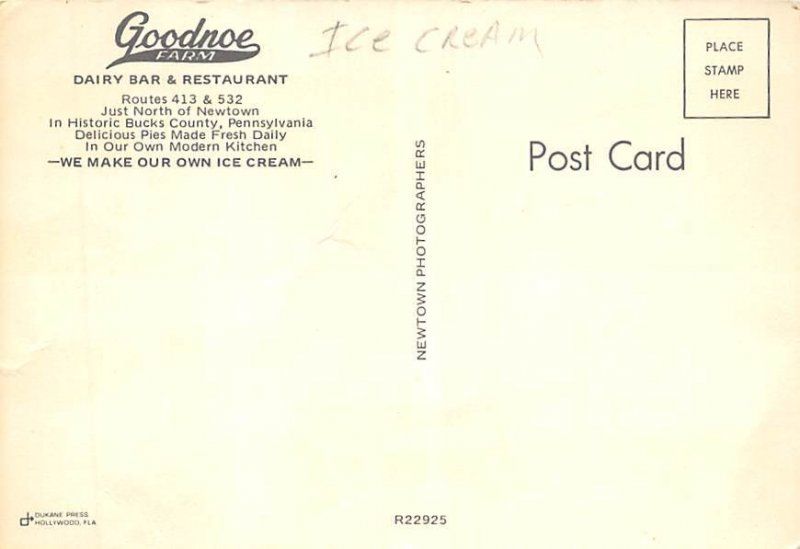 Goodnoe
FARM
DAIRY BAR & RESTAURANT
Routes 413 & 532
Just North of Newtown
In Historic Bucks County, Pennsylvania
Delicious Pies Made Fresh Daily
In Our Own Modern Kitchen
—WE MAKE OUR OWN ICE CREAM—
ICe CREAM
PLACE
STAMP
HERE
Post Card
NEWTOWN PHOTOGRAPHERS
DUKANE PRESS
HOLLYWOOD, FLA
R22925